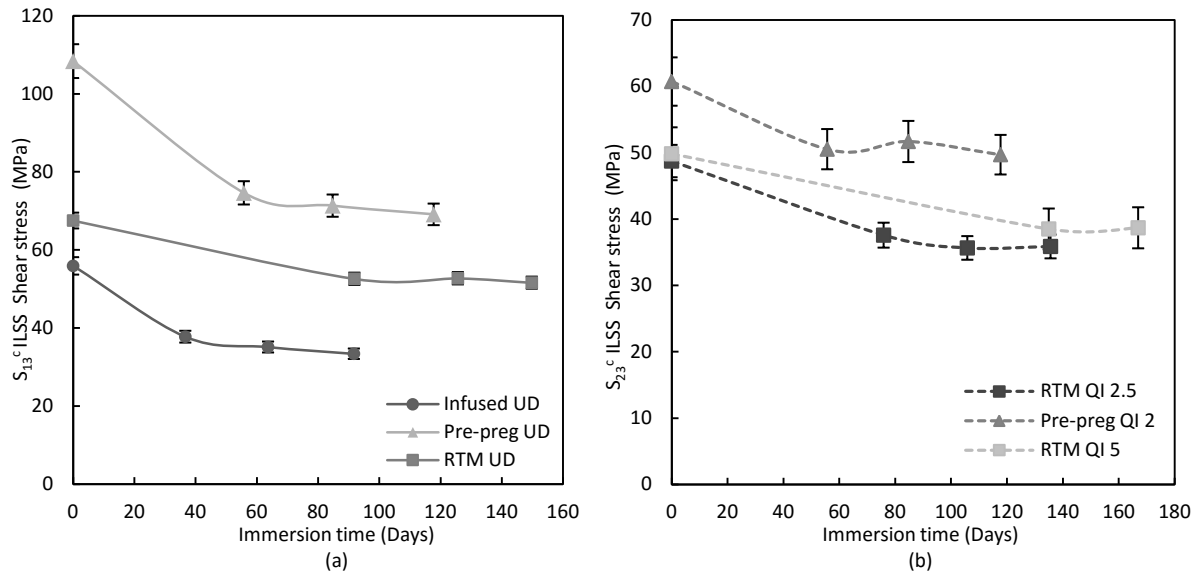 120
100
80
60
40
20
0
S13c ILSS Shear stress (MPa)
Infused UD
Pre-preg UD
RTM UD
0 20 40 60 80 100 120 140 160
Immersion time (Days)
(a)
70
60
50
40
30
20
10
0
S23c ILSS Shear stress (MPa)
RTM QI 2.5
Pre-preg QI 2
RTM QI 5
0 20 40 60 80 100 120 140 160 180
Immersion time (Days)
(b)